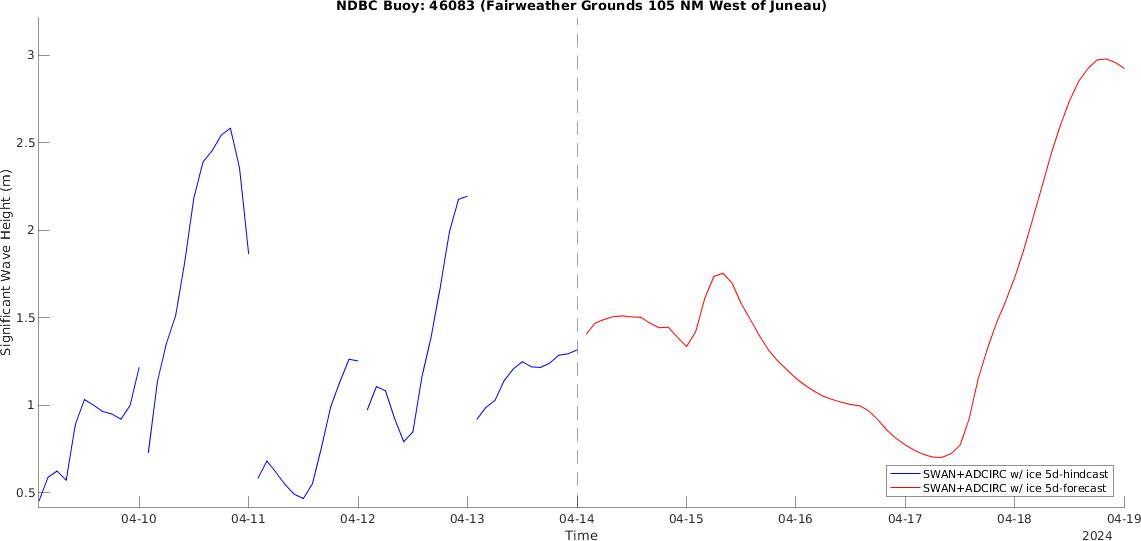 NDBC Buoy: 46083 (Fairweather Grounds 105 NM West of Juneau)
Significant Wave Height (m)
3
2.5
2
1.5
1
0.5
SWAN+ADCIRC w/ ice 5d-hindcast
SWAN+ADCIRC w/ ice 5d-forecast
04-10 04-11 04-12 04-13 04-14 04-15 04-16 04-17 04-18 04-19
Time
2024